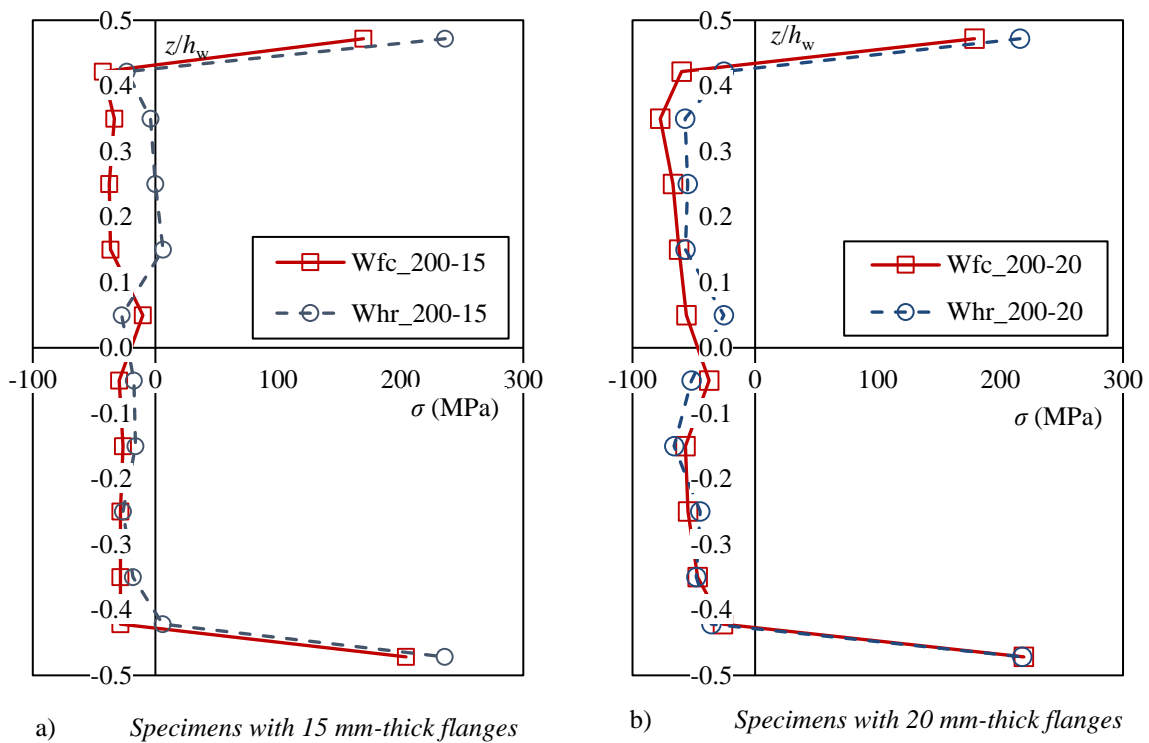 0.5
z/hw
0.4
0.3
0.2
0.1
0.0
-100 0 100 200 300
σ (MPa)
-0.1
-0.2
-0.3
-0.4
-0.5
Wfc_200-15
Whr_200-15
a) Specimens with 15 mm-thick flanges
0.5
z/hw
0.4
0.3
0.2
0.1
0.0
-100 0 100 200 300
σ (MPa)
-0.1
-0.2
-0.3
-0.4
-0.5
Wfc_200-20
Whr_200-20
b) Specimens with 20 mm-thick flanges